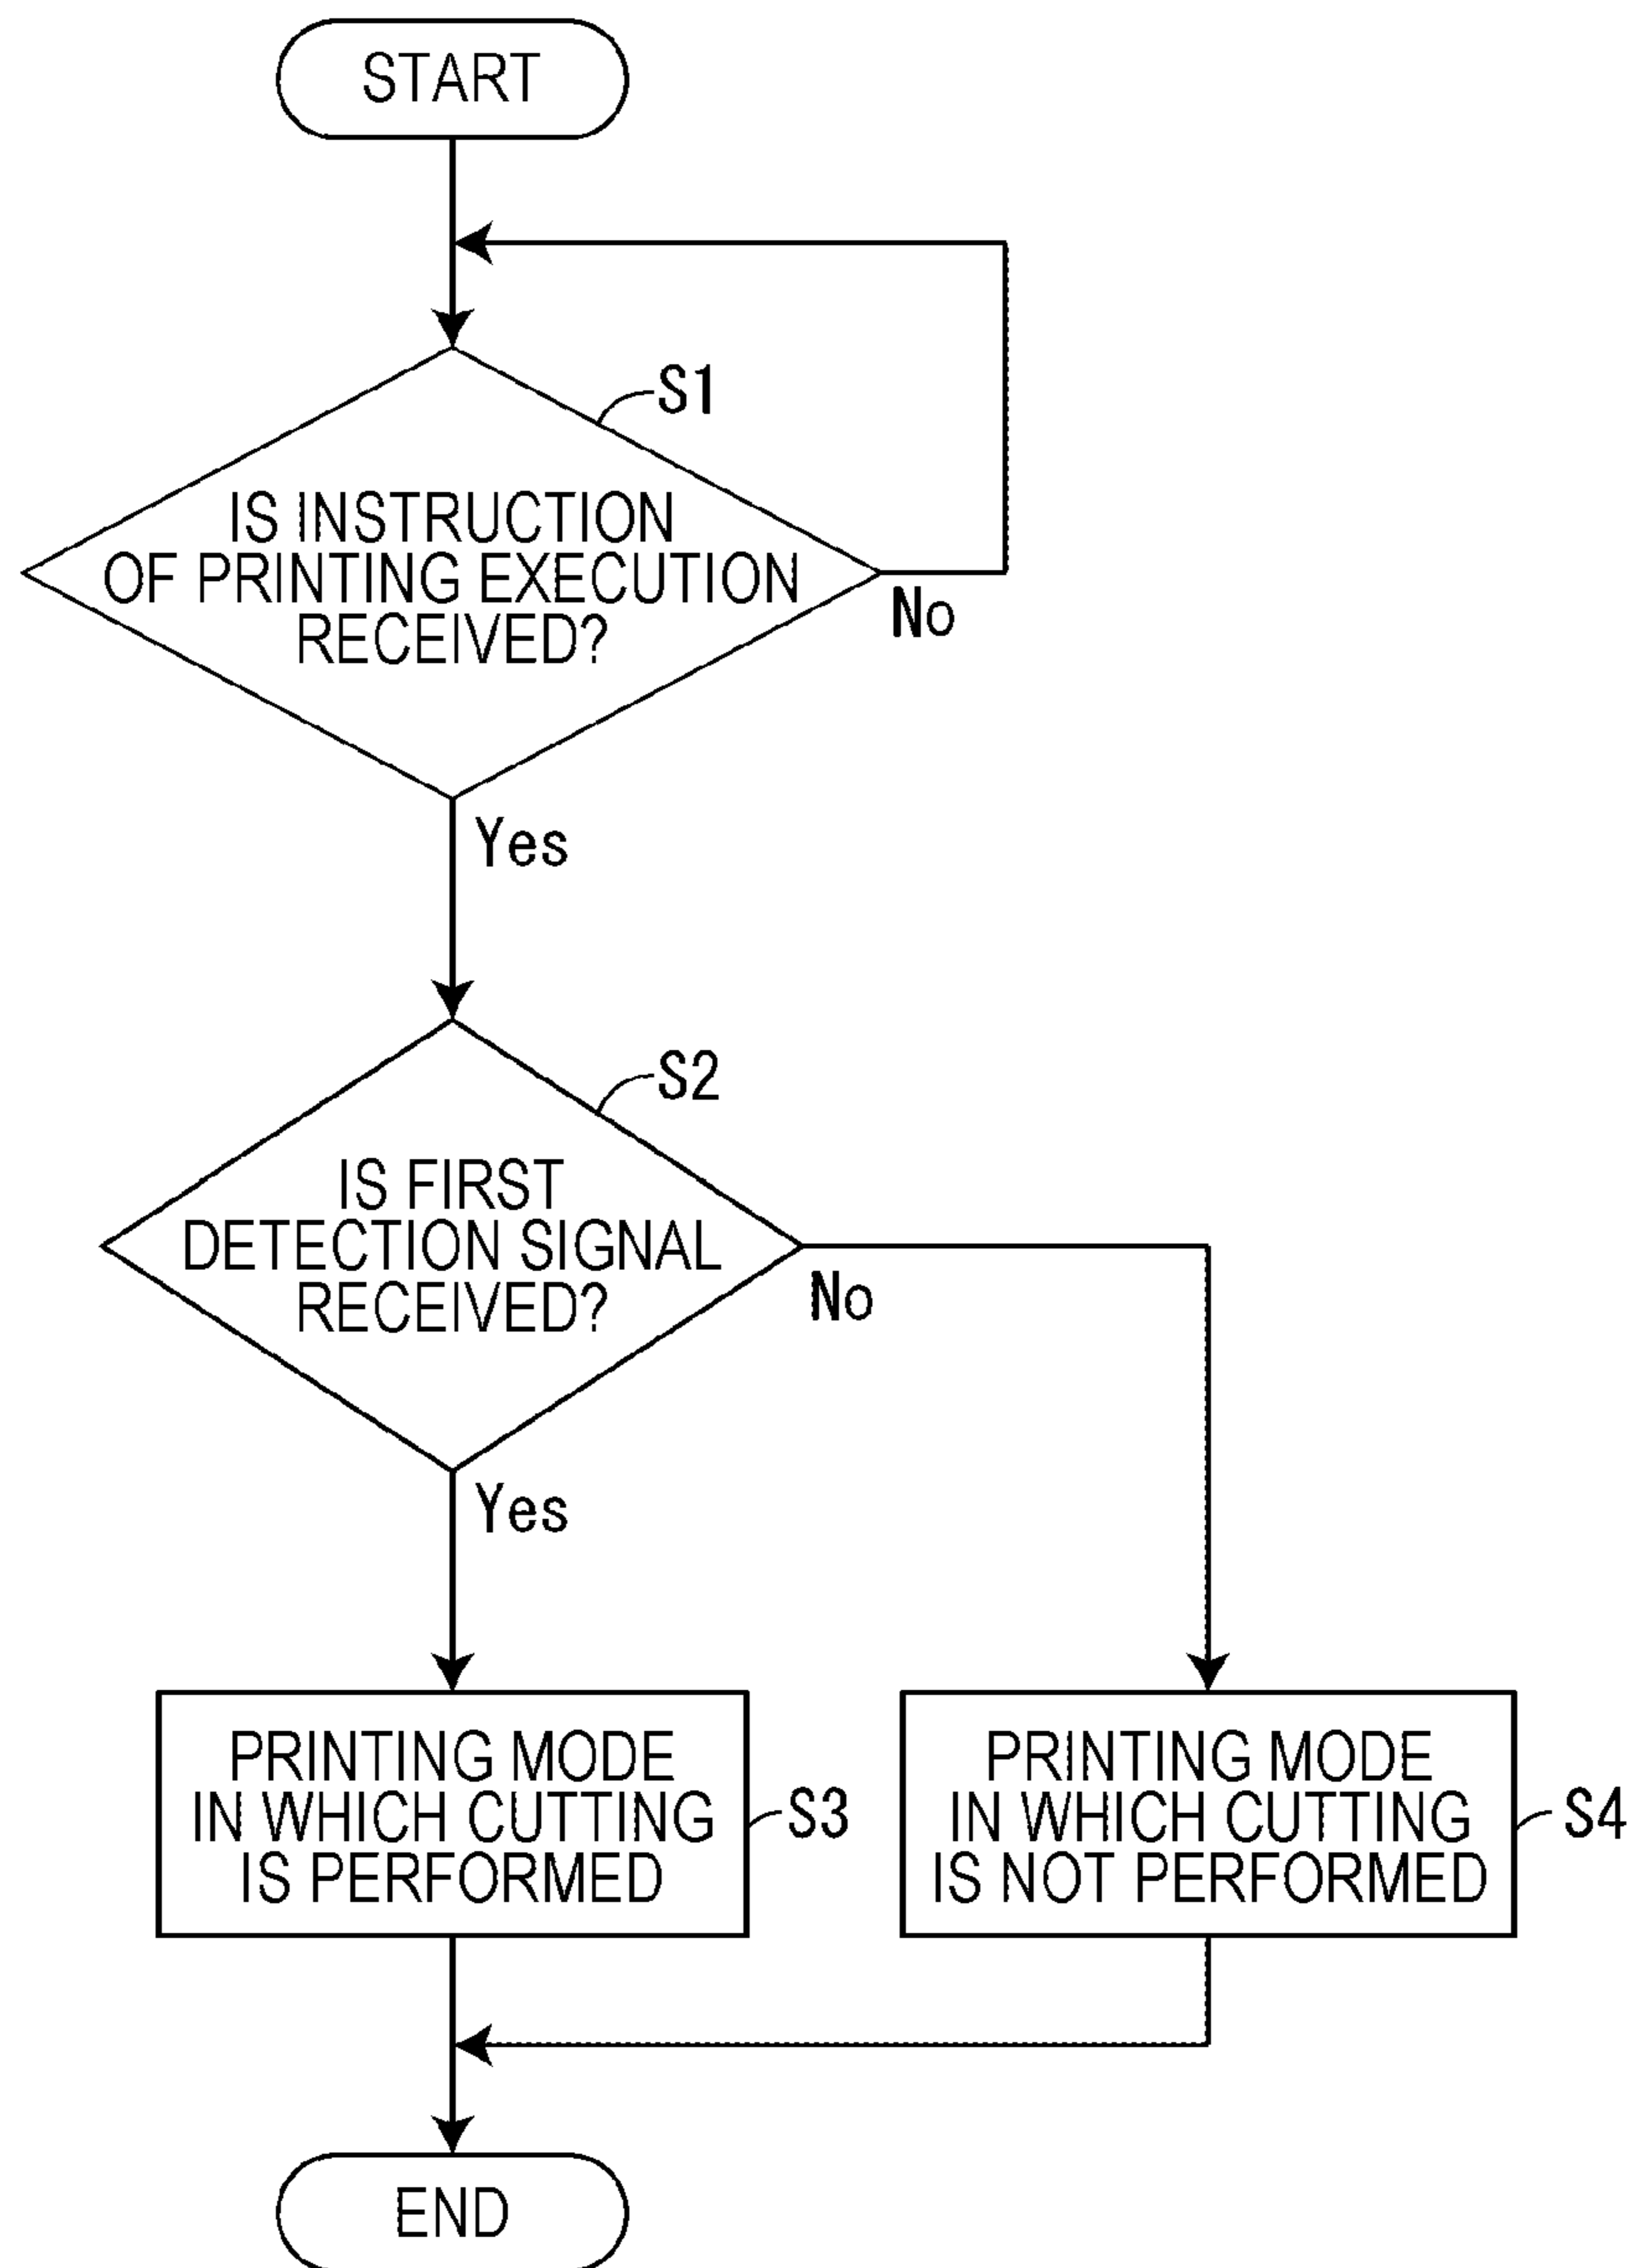 START
S1
IS INSTRUCTION
OF PRINTING EXECUTION
RECEIVED?
No
Yes
S2
IS FIRST
DETECTION SIGNAL
RECEIVED?
No
Yes
PRINTING MODE
IN WHICH CUTTING
IS PERFORMED
S3
PRINTING MODE
IN WHICH CUTTING
IS NOT PERFORMED
S4
END